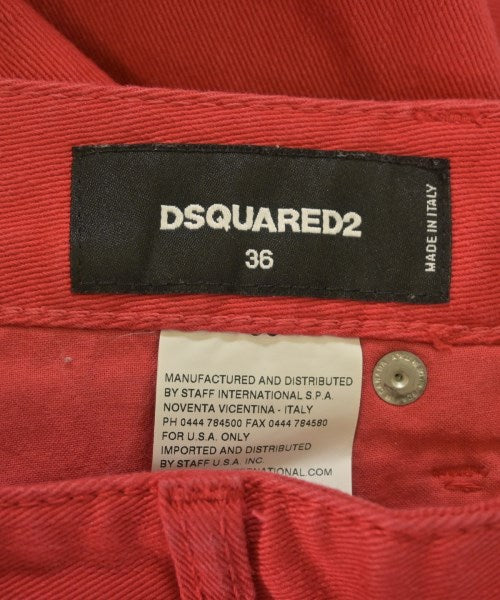 DSQUARED2
36
MADE IN ITALY
MANUFACTURED AND DISTRIBUTED
BY STAFF INTERNATIONAL S.P.A.
NOVENTA VICENTINA - ITALY
PH 0444 784500 FAX 0444 784580
FOR U.S.A. ONLY
IMPORTED AND DISTRIBUTED
BY STAFF U.S.A. INC.